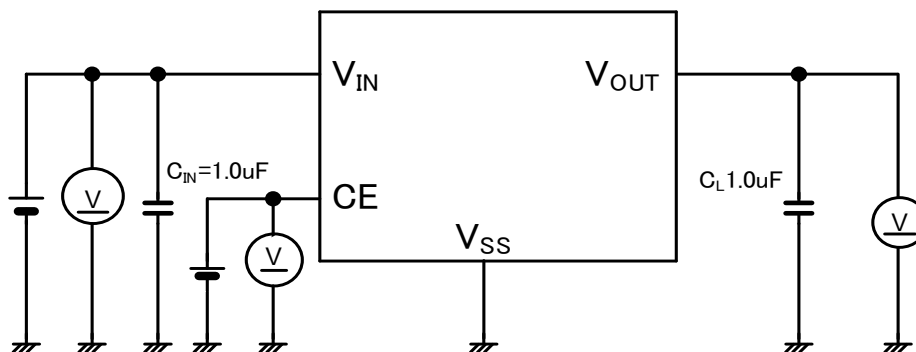 VIN
VOUT
CIN=1.0uF
CL1.0uF
V
CE
V
VSS
V